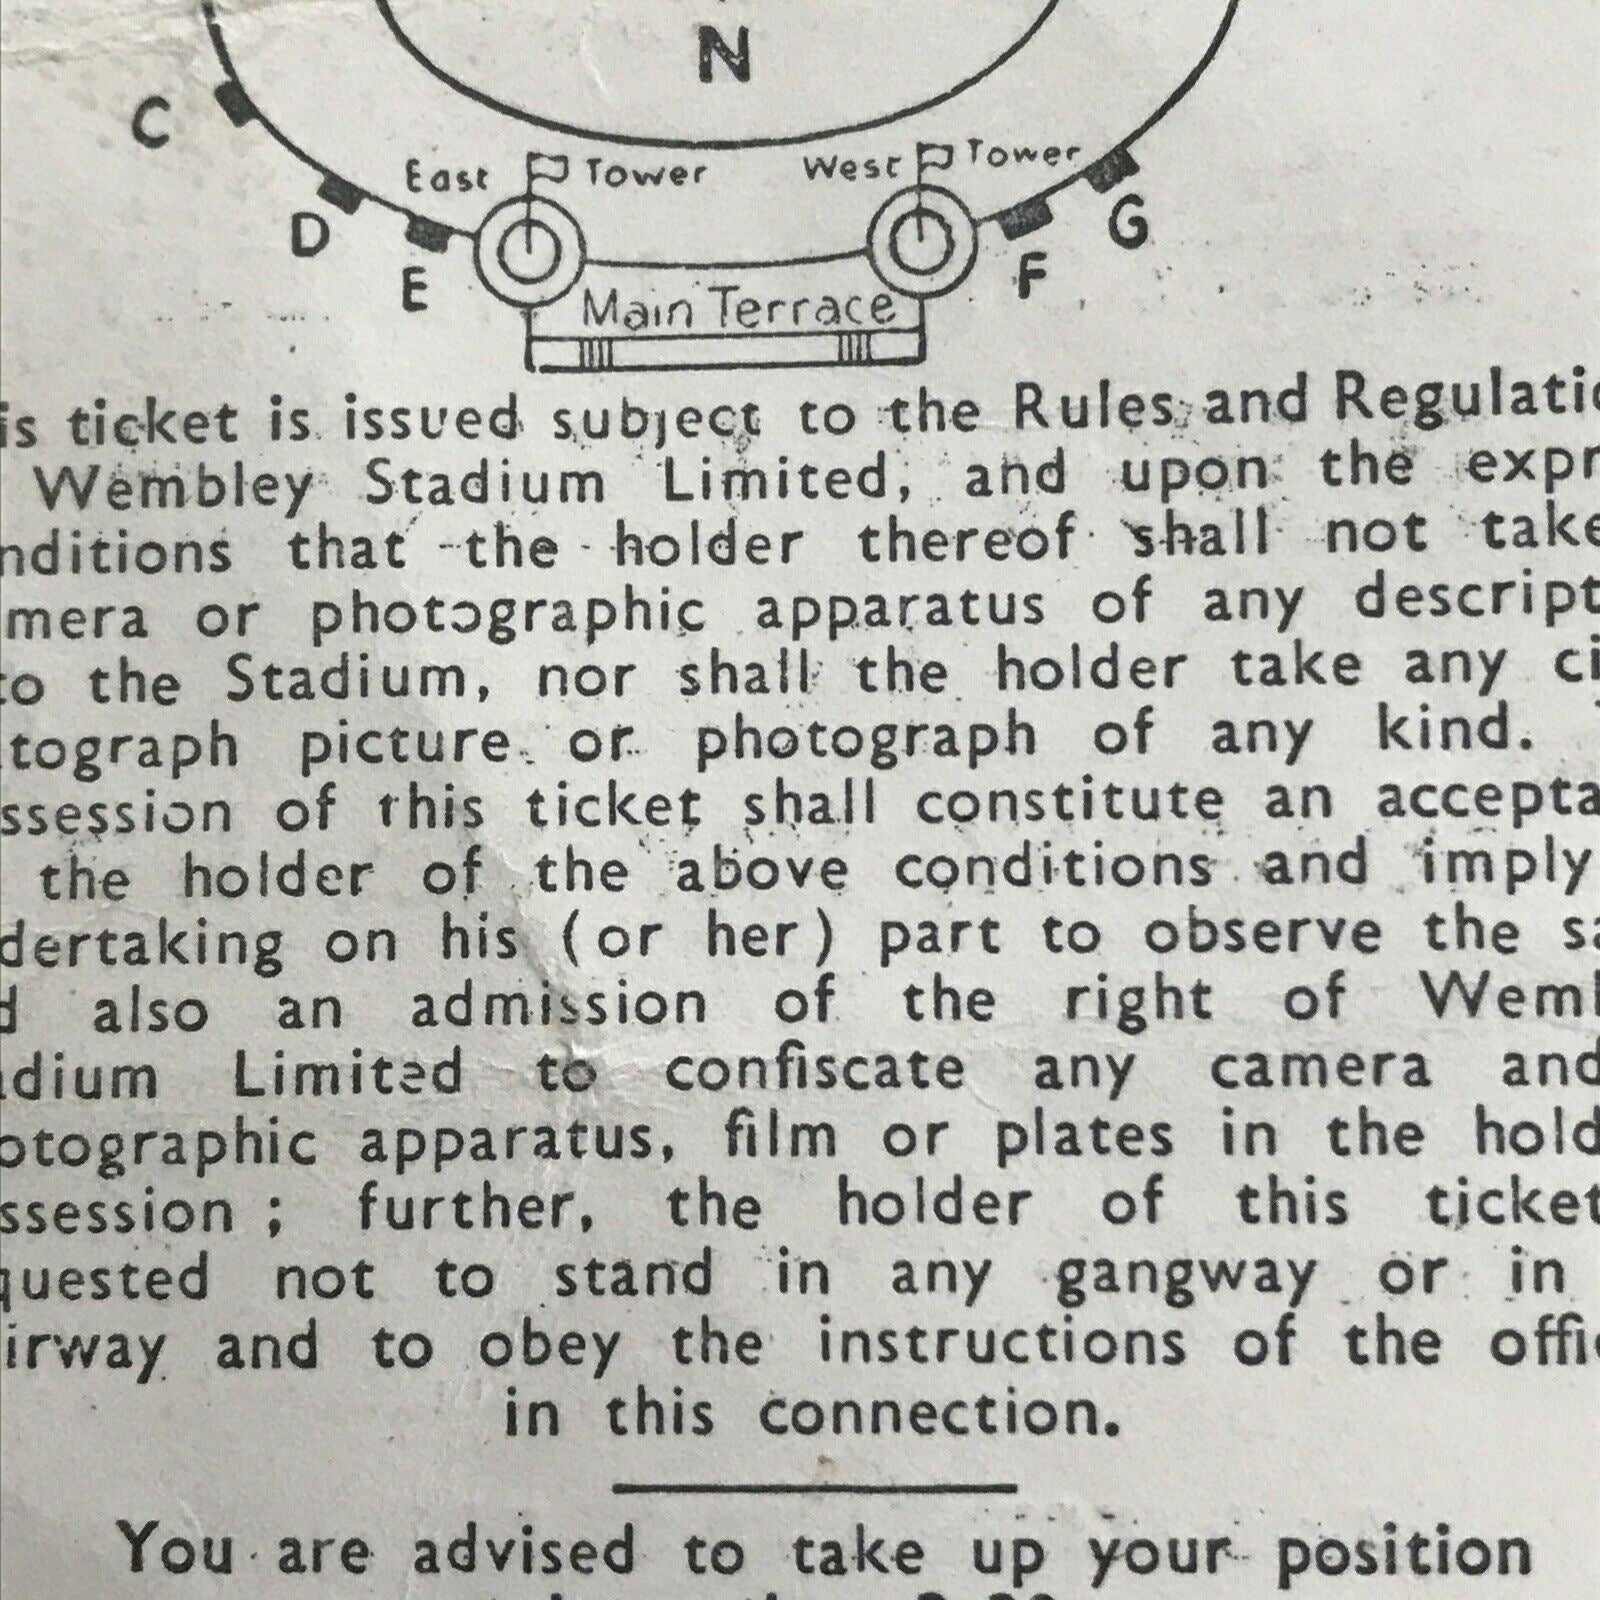 N
C
East Tower West Tower
D E F G
Main Terrace
is ticket is issued subject to the Rules and Regulatio
Wembley Stadium Limited, and upon the expr
nditions that the holder thereof shall not take
mera or photographic apparatus of any descript
to the Stadium, nor shall the holder take any ci
tograph picture or photograph of any kind.
ssession of this ticket shall constitute an accepta
the holder of the above conditions and imply
dertaking on his (or her) part to observe the sa
d also an admission of the right of Wemb
adium Limited to confiscate any camera and
otographic apparatus, film or plates in the hold
ssession ; further, the holder of this ticket
quested not to stand in any gangway or in
irway and to obey the instructions of the offic
in this connection.
You are advised to take up your position